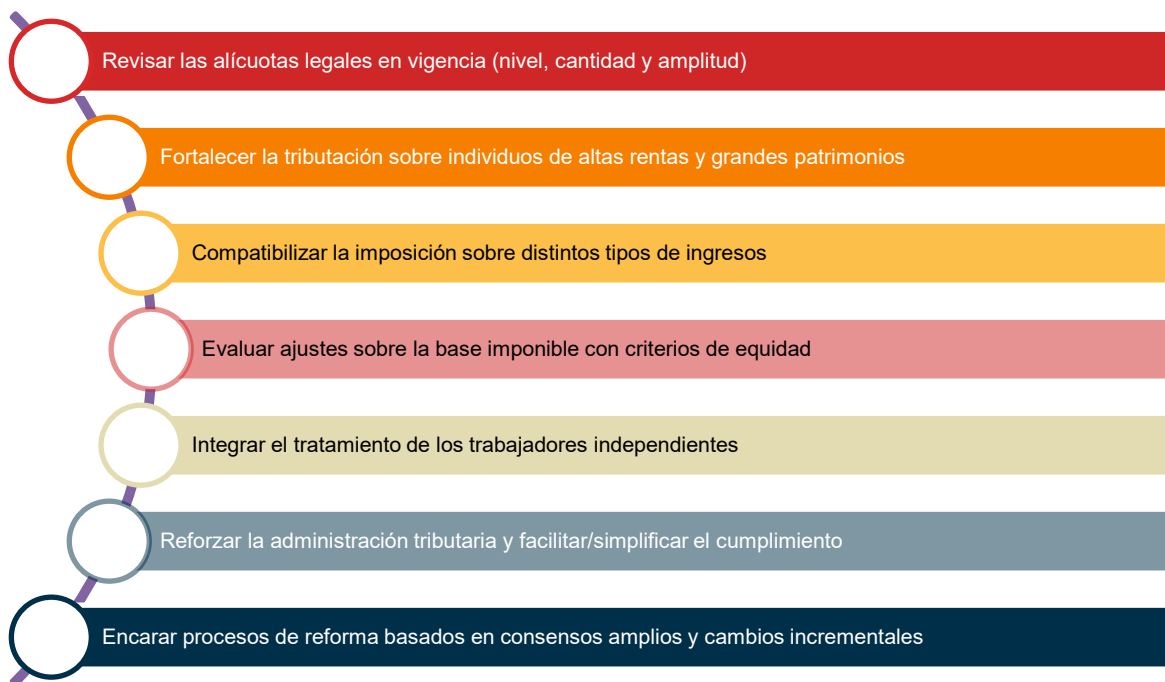 Revisar las alícuotas legales en vigencia (nivel, cantidad y amplitud)
Fortalecer la tributación sobre individuos de altas rentas y grandes patrimonios
Compatibilizar la imposición sobre distintos tipos de ingresos
Evaluar ajustes sobre la base imponible con criterios de equidad
Integrar el tratamiento de los trabajadores independientes
Reforzar la administración tributaria y facilitar/simplificar el cumplimiento
Encarar procesos de reforma basados en consensos amplios y cambios incrementales